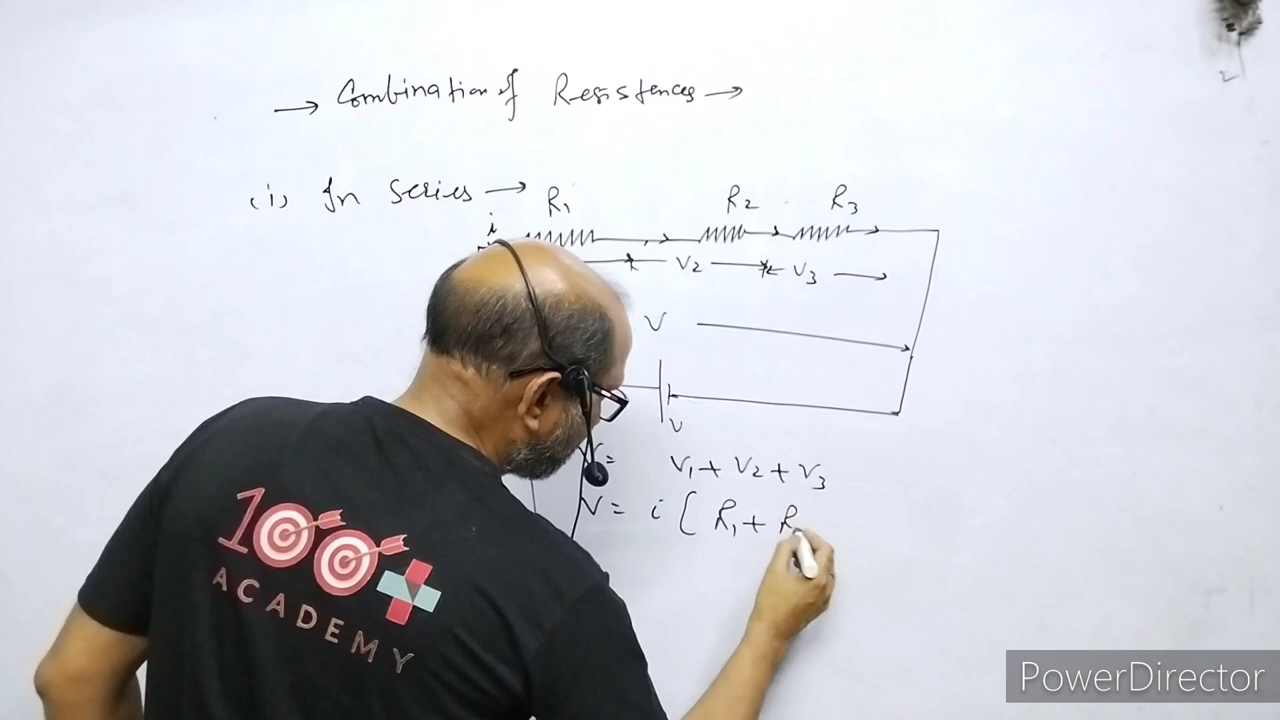 → Combination of Resistences →
(i) In series →
R₁ R₂ R₃
i
V₂ V₃
V
V
V= V₁ + V₂ + V₃
V= i [ R₁ + R
100+
ACADEMY
PowerDirector